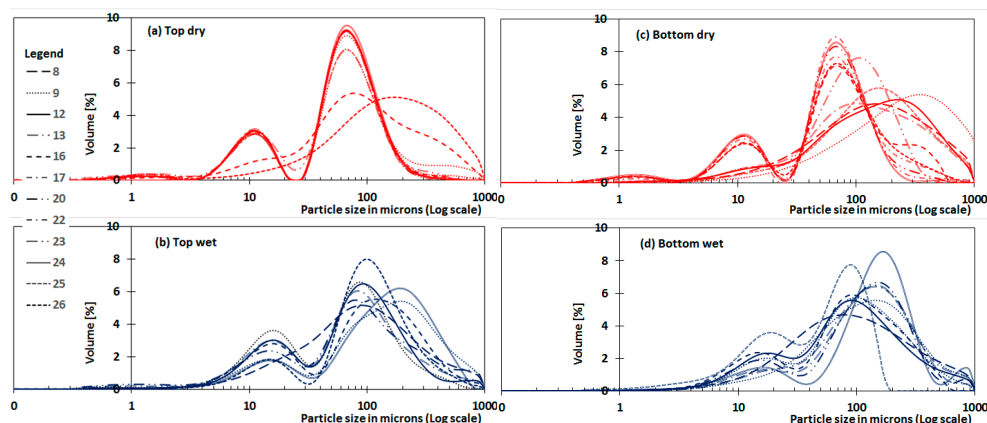 Legend
8
9
12
13
16
17
20
22
23
24
25
26
(a) Top dry
Volume [%]
10
8
6
4
2
0
0 1 10 100 1000
Particle size in microns (Log scale)
(c) Bottom dry
Volume [%]
10
8
6
4
2
0
0 1 10 100 1000
Particle size in microns (Log scale)
(b) Top wet
Volume [%]
10
8
6
4
2
0
0 1 10 100 1000
Particle size in microns (Log scale)
(d) Bottom wet
Volume [%]
10
8
6
4
2
0
0 1 10 100 1000
Particle size in microns (Log scale)